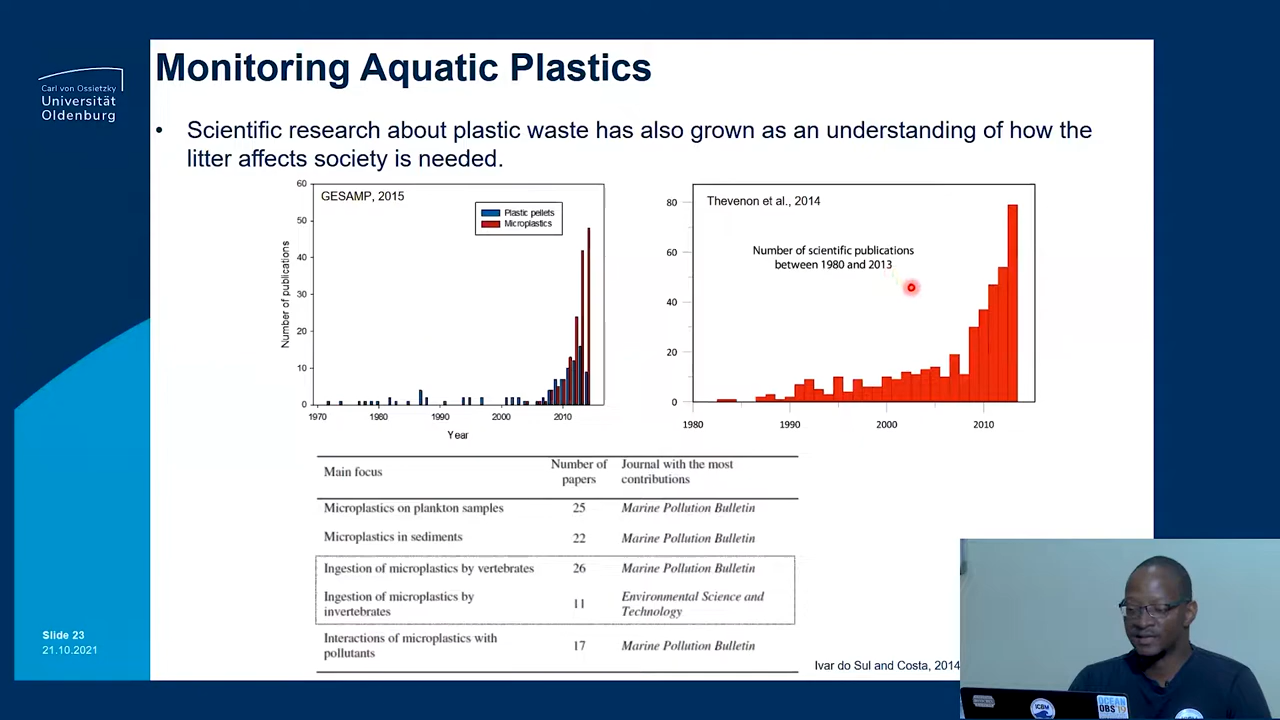 Monitoring Aquatic Plastics
Carl von Ossietzky
Universität
Oldenburg
• Scientific research about plastic waste has also grown as an understanding of how the
litter affects society is needed.
GESAMP, 2015
Plastic pellets
Microplastics
Number of publications
60
50
40
30
20
10
0
1970
1980
1990
2000
2010
Year
Thevenon et al., 2014
Number of scientific publications
between 1980 and 2013
80
60
40
20
0
1980
1990
2000
2010
Main focus
Number of
papers
Journal with the most
contributions
Microplastics on plankton samples 25 Marine Pollution Bulletin
Microplastics in sediments 22 Marine Pollution Bulletin
Ingestion of microplastics by vertebrates 26 Marine Pollution Bulletin
Ingestion of microplastics by
invertebrates
11
Environmental Science and
Technology
Interactions of microplastics with
pollutants
17
Marine Pollution Bulletin
Ivar do Sul and Costa, 2014
Slide 23
21.10.2021
ICBM
OCEAN
OBS'19